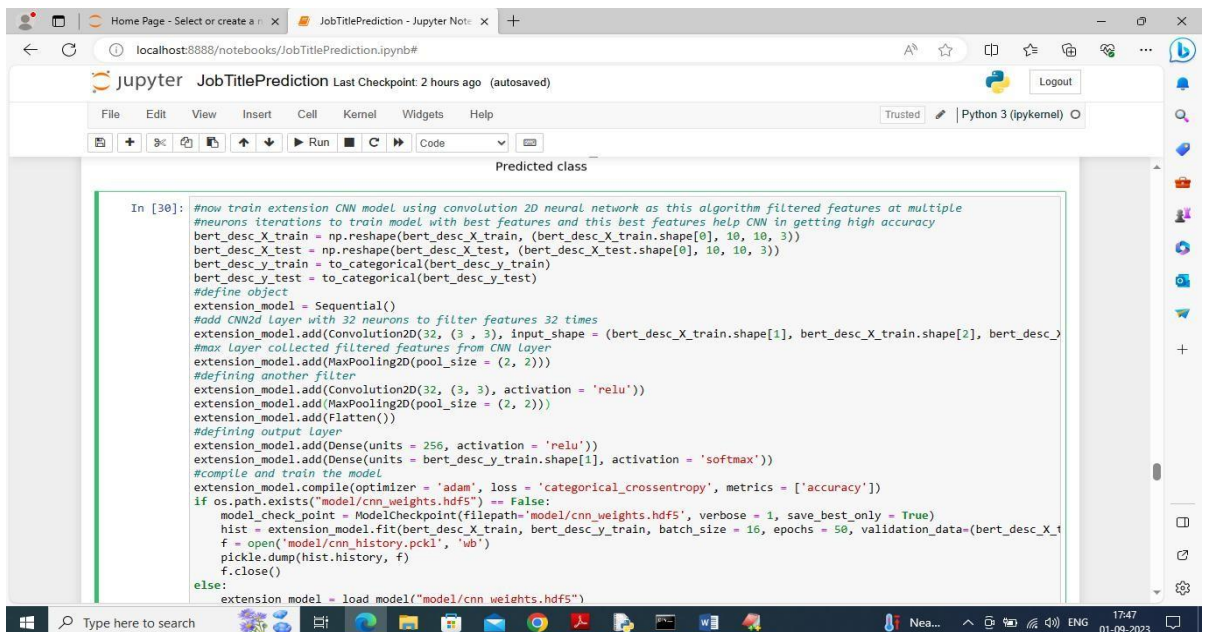 Home Page - Select or create a n
JobTitlePrediction - Jupyter Note
localhost:8888/notebooks/JobTitlePrediction.ipynb#
jupyter JobTitlePrediction Last Checkpoint: 2 hours ago (autosaved)
Logout
File Edit View Insert Cell Kernel Widgets Help
Trusted Python 3 (ipykernel)
Run Code
Predicted class
In [30]: #now train extension CNN model using convolution 2D neural network as this algorithm filtered features at multiple
#neurons iterations to train model with best features and this best features help CNN in getting high accuracy
bert_desc_X_train = np.reshape(bert_desc_X_train, (bert_desc_X_train.shape[0], 10, 10, 3))
bert_desc_X_test = np.reshape(bert_desc_X_test, (bert_desc_X_test.shape[0], 10, 10, 3))
bert_desc_y_train = to_categorical(bert_desc_y_train)
bert_desc_y_test = to_categorical(bert_desc_y_test)
#define object
extension_model = Sequential()
#add CNN2d layer with 32 neurons to filter features 32 times
extension_model.add(Convolution2D(32, (3 , 3), input_shape = (bert_desc_X_train.shape[1], bert_desc_X_train.shape[2], bert_desc_X
#max layer collected filtered features from CNN layer
extension_model.add(MaxPooling2D(pool_size = (2, 2)))
#defining another filter
extension_model.add(Convolution2D(32, (3, 3), activation = 'relu'))
extension_model.add(MaxPooling2D(pool_size = (2, 2)))
extension_model.add(Flatten())
#defining output layer
extension_model.add(Dense(units = 256, activation = 'relu'))
extension_model.add(Dense(units = bert_desc_y_train.shape[1], activation = 'softmax'))
#compile and train the model
extension_model.compile(optimizer = 'adam', loss = 'categorical_crossentropy', metrics = ['accuracy'])
if os.path.exists("model/cnn_weights.hdf5") == False:
model_check_point = ModelCheckpoint(filepath='model/cnn_weights.hdf5', verbose = 1, save_best_only = True)
hist = extension_model.fit(bert_desc_X_train, bert_desc_y_train, batch_size = 16, epochs = 50, validation_data=(bert_desc_X_t
f = open('model/cnn_history.pckl', 'wb')
pickle.dump(hist.history, f)
f.close()
else:
extension_model = load_model("model/cnn_weights.hdf5")
Type here to search
Nea...
ENG
17:47
01-09-2023